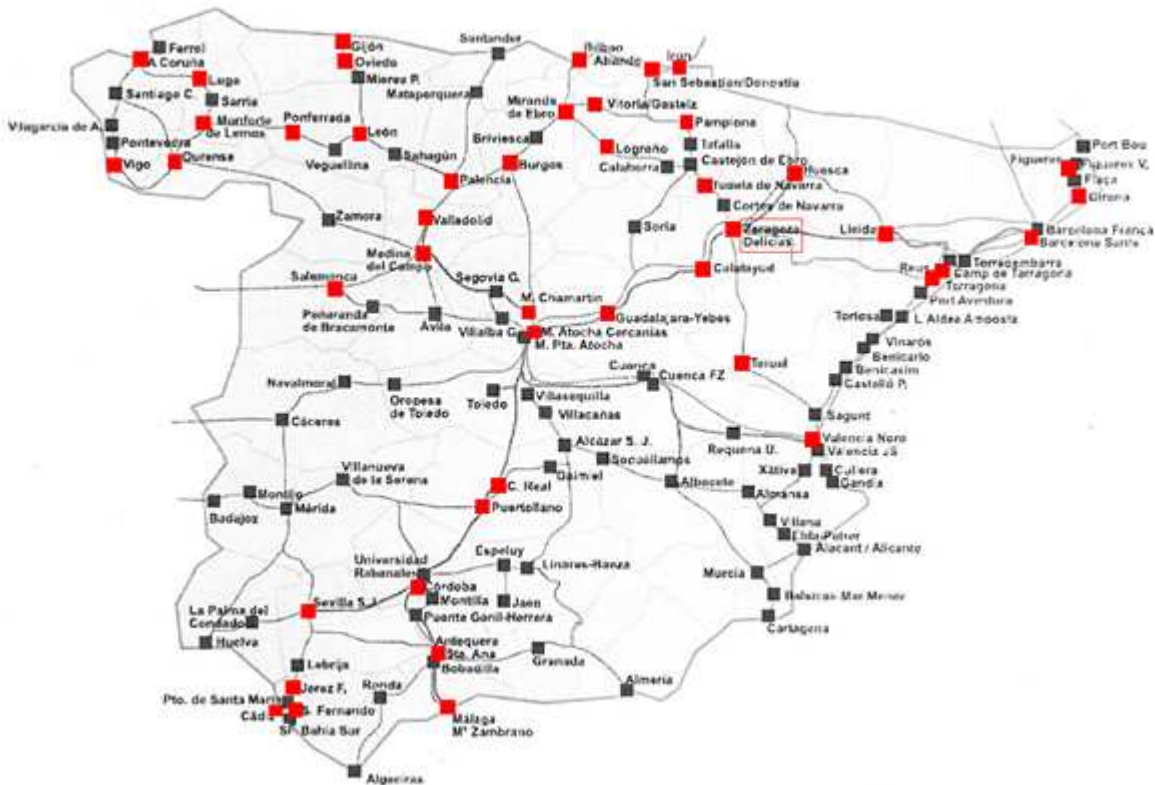 Ferrol
A Coruña
Lugo
Santiago C.
Sarria
Vilagarcia de A.
Monforte
de Lemos
Pontevedra
Vigo
Ourense
Gijón
Oviedo
Mieres P.
Ponferrada
León
Veguellina
Sahagún
Santander
Mataporquera
Palencia
Bilbao
Abando
Irun
San Sebastian/Donostia
Miranda
de Ebro
Vitoria/Gasteiz
Briviesca
Pamplona
Tafalla
Logroño
Castejón de Ebro
Calahorra
Burgos
Tudela de Navarra
Cortes de Navarra
Huesca
Port Bou
Figueres
Figueres V.
Flaça
Girona
Zamora
Valladolid
Soria
Zaragoza
Delicias
Lleida
Barcelona França
Barcelona Sants
Medina
del Campo
Segovia G.
Calatayud
Reus
Torredembarra
Camp de Tarragona
Tarragona
Port Aventura
Salamanca
Peñaranda
de Bracamonte
Avila
Villalba G.
M. Chamartin
M. Atocha Cercanias
M. Pta. Atocha
Guadalajara-Yebes
Tortosa
L Aldea Amposta
Vinaròs
Benicarlo
Benicasim
Castelló P.
Teruel
Navalmoral
Oropesa
de Toledo
Toledo
Villasequilla
Villacañas
Cuenca
Cuenca FZ
Sagunt
Cáceres
Alcázar S. J.
Socuéllamos
Requena U.
Valencia Nord
Valencia JS
Villanueva
de la Serena
Daimiel
Albacete
Xàtiva
Cullera
Gandia
Almansa
Montijo
Mérida
Badajoz
C. Real
Puertollano
Villena
Elda-Petrer
Alacant / Alicante
Universidad
Rabanales
Espeluy
Linares-Baeza
Murcia
Balsicas-Mar Menor
Cartagena
Córdoba
Montilla
Jaen
Puente Genil-Herrera
La Palma del
Condado
Sevilla S.J.
Huelva
Antequera
Sta. Ana
Bobadilla
Granada
Almeria
Lebrija
Ronda
Jerez F.
Pto. de Santa Maria
Cádiz
S. Fernando
SF Bahia Sur
Málaga
Mª Zambrano
Algeciras